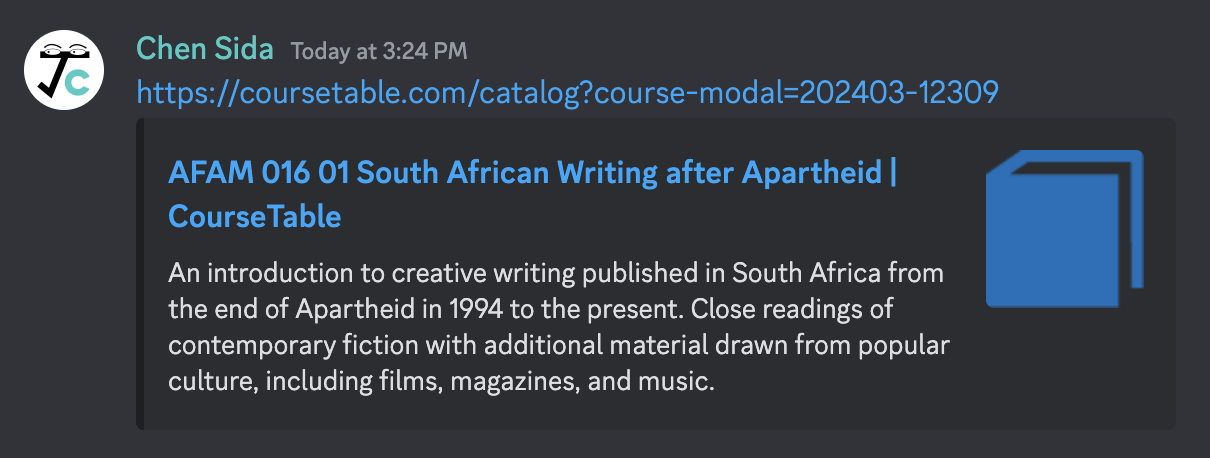 Chen Sida Today at 3:24 PM
https://coursetable.com/catalog?course-modal=202403-12309
AFAM 016 01 South African Writing after Apartheid |
CourseTable
An introduction to creative writing published in South Africa from
the end of Apartheid in 1994 to the present. Close readings of
contemporary fiction with additional material drawn from popular
culture, including films, magazines, and music.